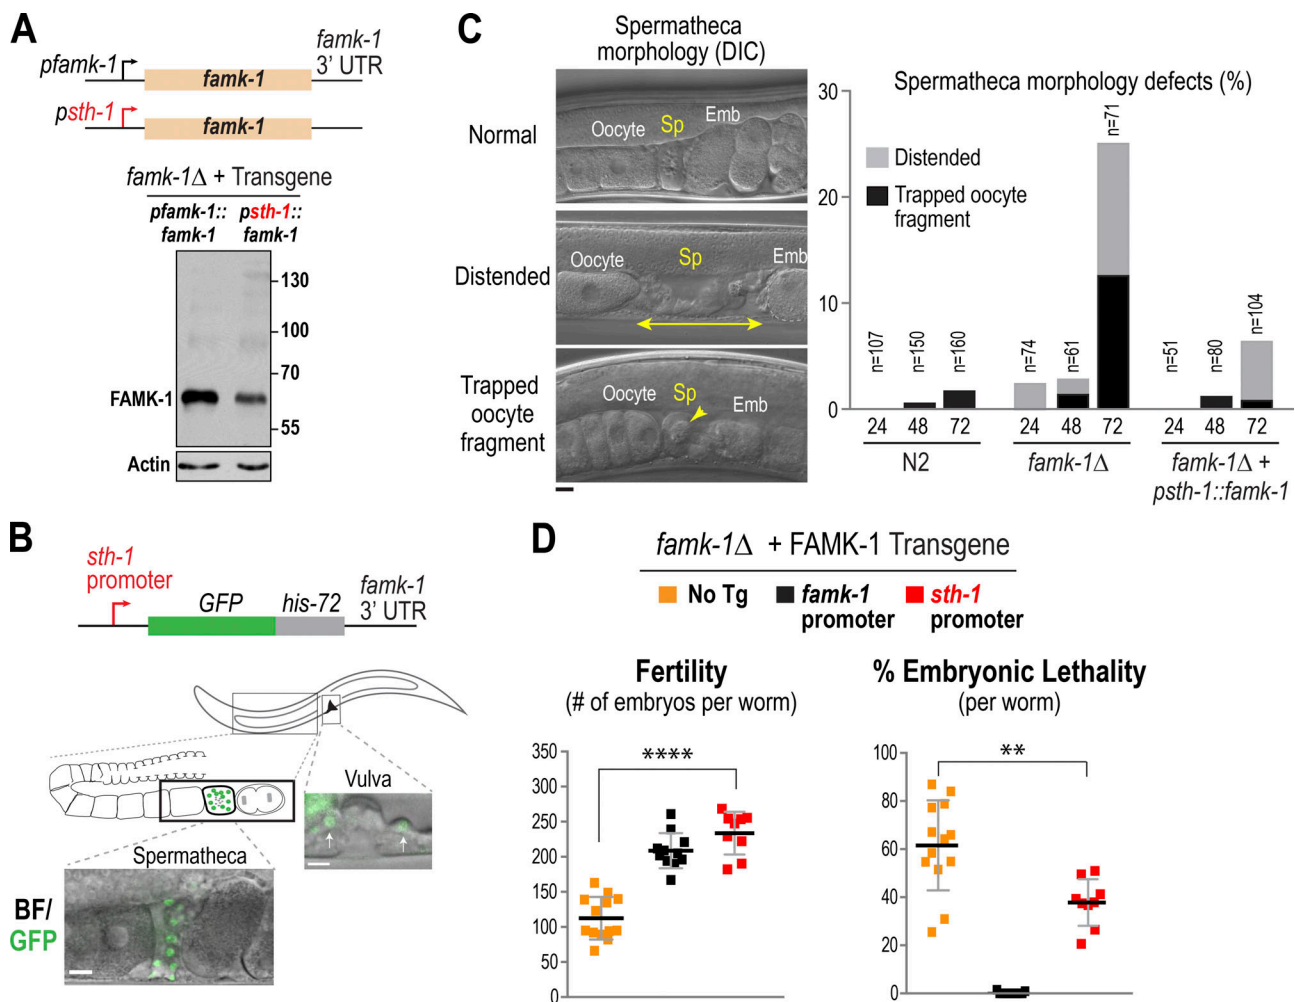 A
pfamk-1
famk-1
famk-1
3' UTR
psth-1
famk-1
famk-1Δ + Transgene
pfamk-1::
famk-1
psth-1::
famk-1
130
100
70
FAMK-1
55
Actin
B
sth-1
promoter
GFP
his-72
famk-1
3' UTR
Vulva
Spermatheca
BF/
GFP
C
Spermatheca
morphology (DIC)
Normal
Oocyte
Sp
Emb
Distended
Oocyte
Sp
Emb
Trapped
oocyte
fragment
Oocyte
Sp
Emb
Spermatheca morphology defects (%)
30
20
10
0
Distended
Trapped oocyte
fragment
n=107
n=150
n=160
n=74
n=61
n=71
n=51
n=80
n=104
24 48 72 24 48 72 24 48 72
N2
famk-1Δ
famk-1Δ +
psth-1::famk-1
D
famk-1Δ + FAMK-1 Transgene
No Tg
famk-1
promoter
sth-1
promoter
Fertility
(# of embryos per worm)
350
300
250
200
150
100
50
0
****
% Embryonic Lethality
(per worm)
100
80
60
40
20
0
**